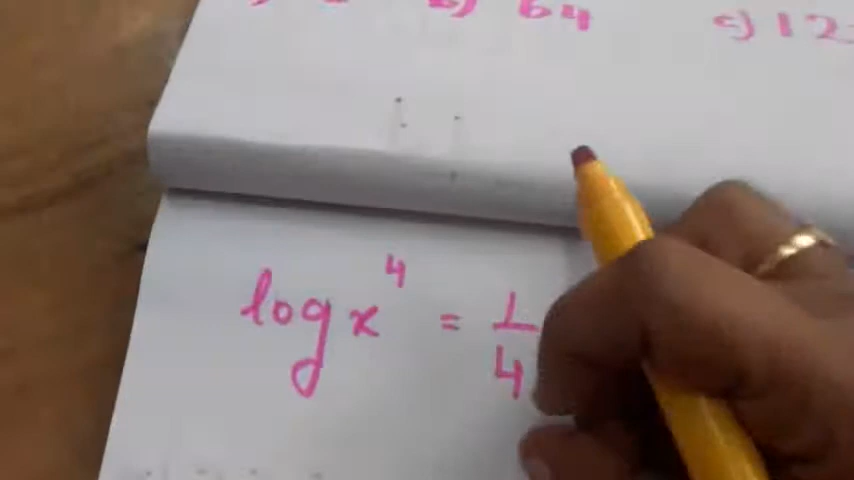 b) 64 c) 12
log x⁴ = 1/4